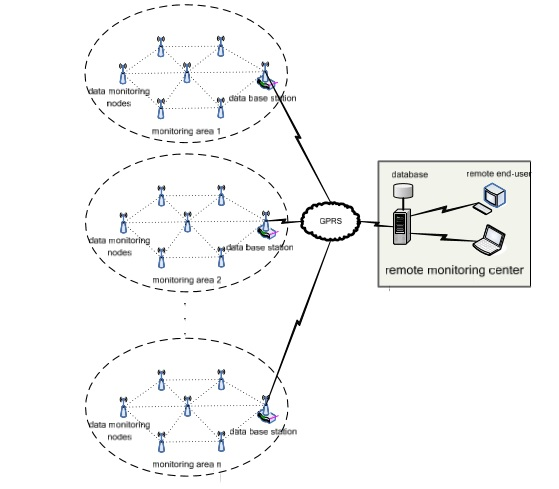 data monitoring
nodes
data base station
monitoring area 1
data monitoring
nodes
data base station
monitoring area 2
data monitoring
nodes
data base station
monitoring area n
GPRS
database
remote end-user
remote monitoring center